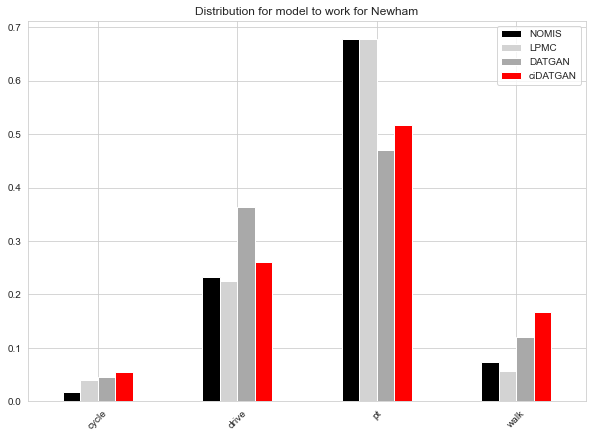 Distribution for model to work for Newham
NOMIS
LPMC
DATGAN
ciDATGAN
0.7
0.6
0.5
0.4
0.3
0.2
0.1
0.0
cycle
drive
pt
walk